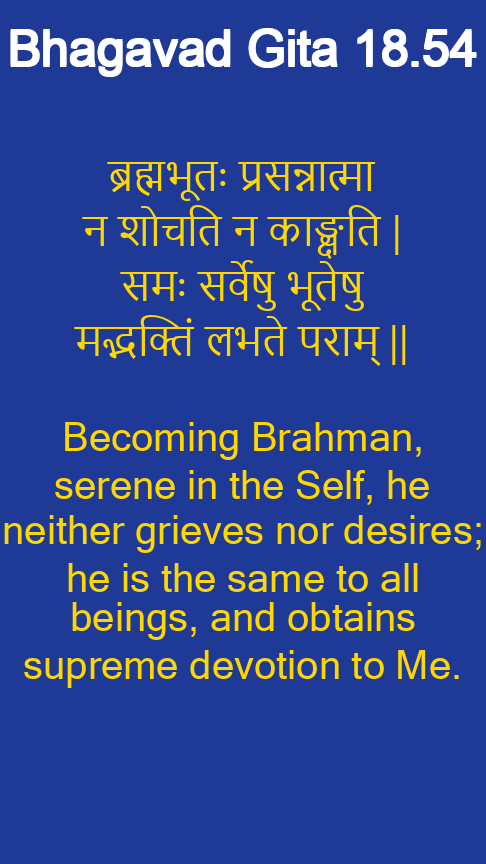 Bhagavad Gita 18.54
ब्रह्मभूतः प्रसन्नात्मा
न शोचति न काङ्क्षति |
समः सर्वेषु भूतेषु
मद्भक्तिं लभते पराम् ||
Becoming Brahman,
serene in the Self, he
neither grieves nor desires;
he is the same to all
beings, and obtains
supreme devotion to Me.